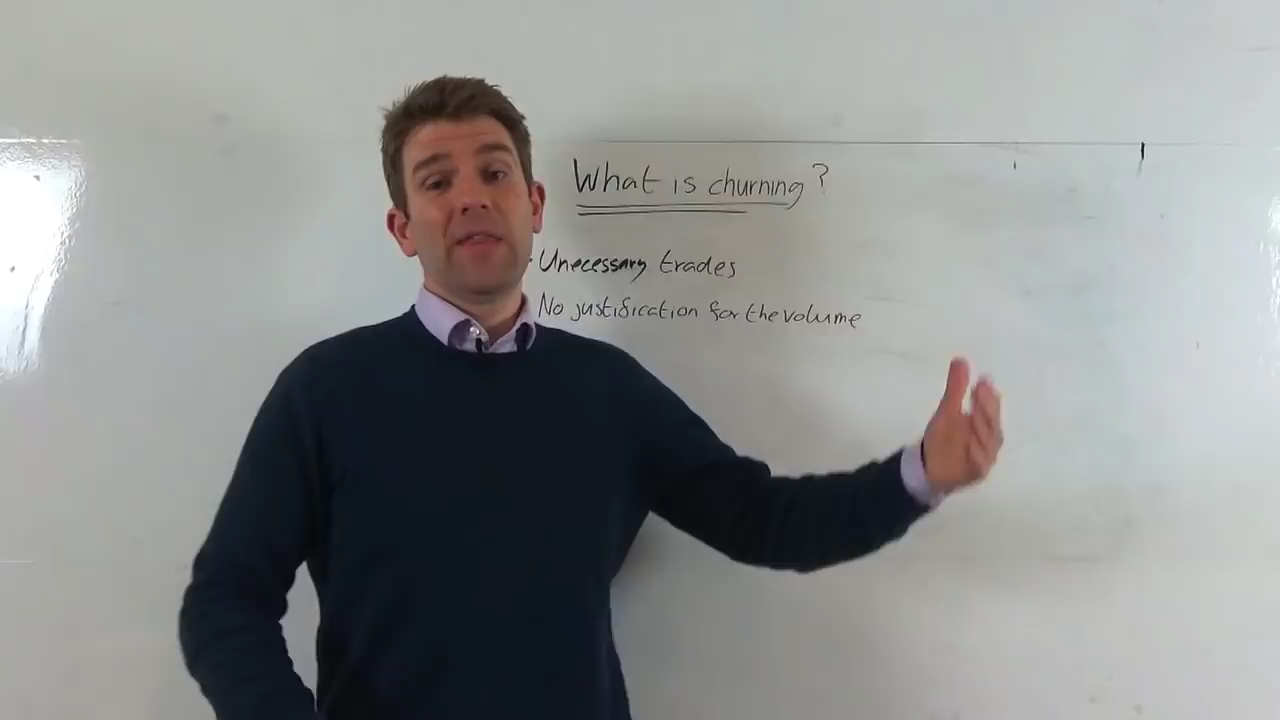 What is churning?
- Unecessary trades
No justification for the volume